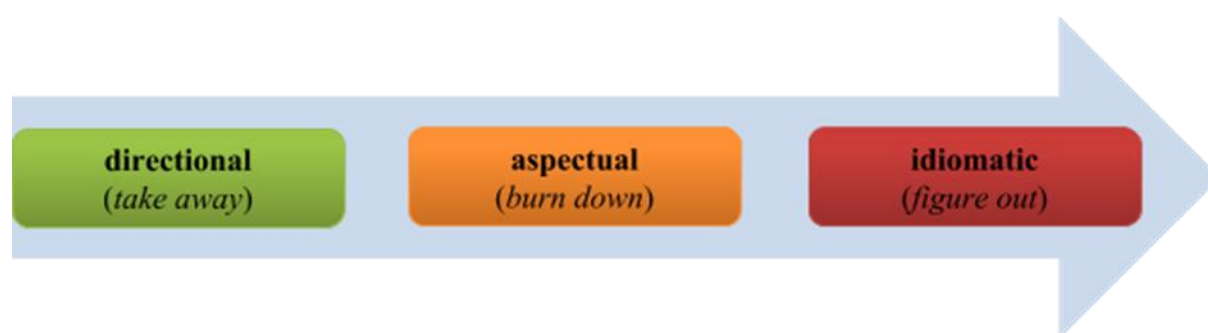 directional
(take away)
aspectual
(burn down)
idiomatic
(figure out)